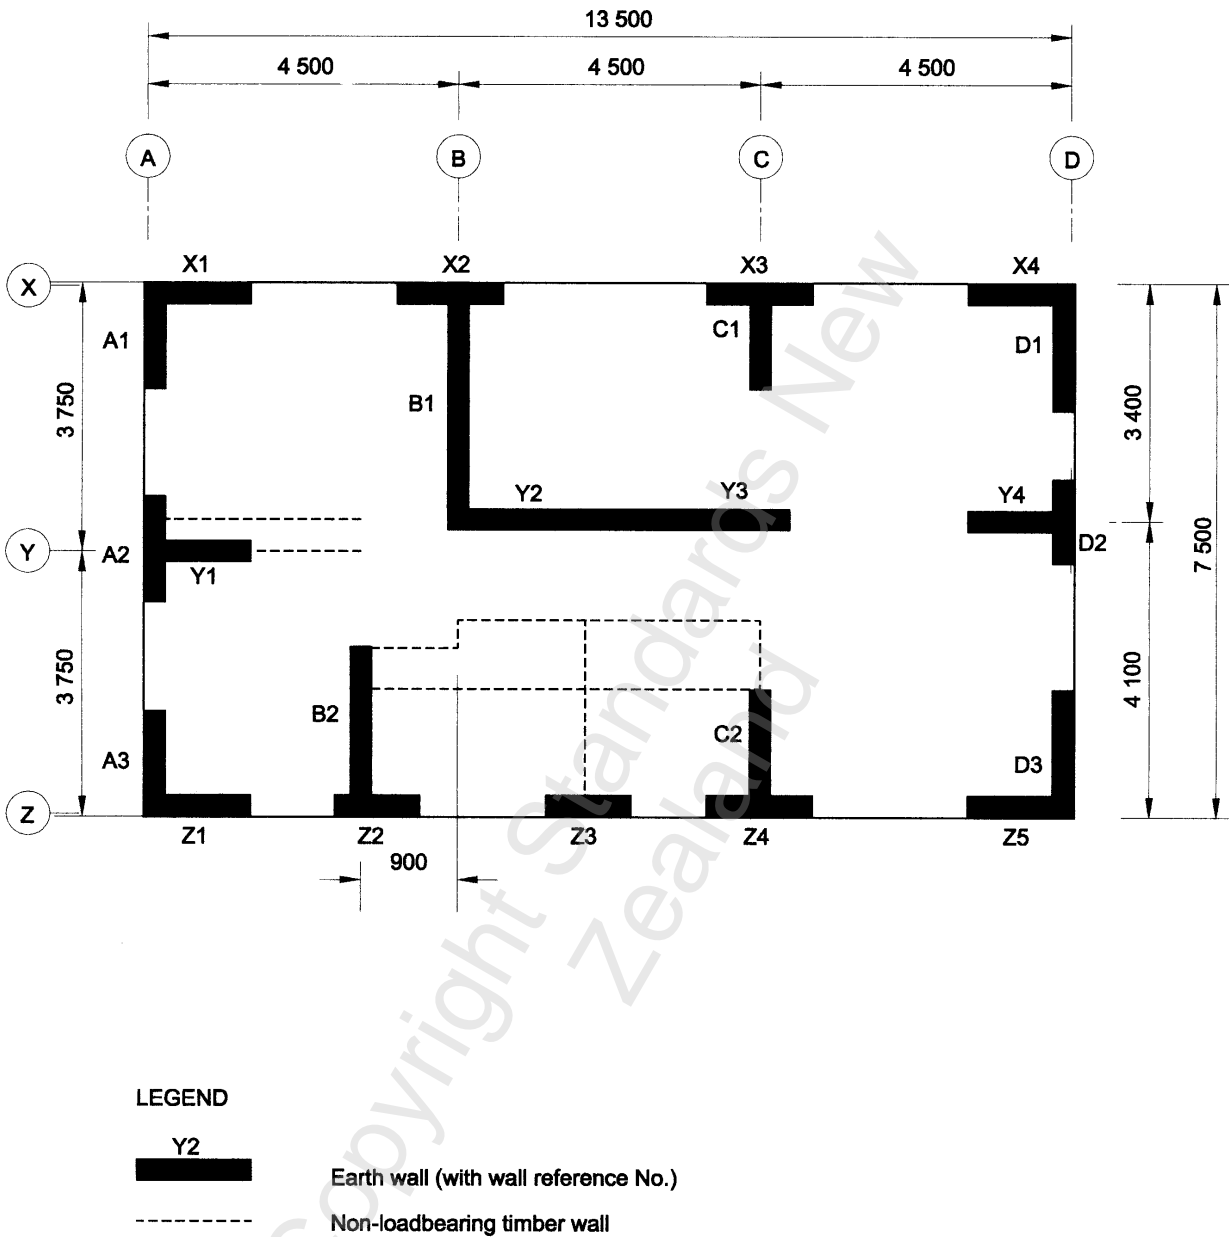 13 500
4 500 4 500 4 500
A B C D
X1 X2 X3 X4
X
A1 C1 D1
B1
3 750 3 400
Y2 Y3 Y4
Y A2 D2
Y1
7 500
3 750 4 100
B2 C2
A3 D3
Z
Z1 Z2 Z3 Z4 Z5
900
Copyright Standards New
Zealand
LEGEND
Y2
Earth wall (with wall reference No.)
Non-loadbearing timber wall